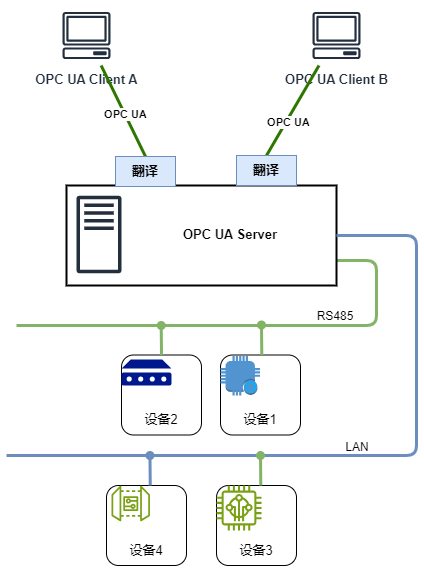 OPC UA Client A
OPC UA Client B
OPC UA
OPC UA
翻译
翻译
OPC UA Server
RS485
设备2
设备1
LAN
设备4
设备3